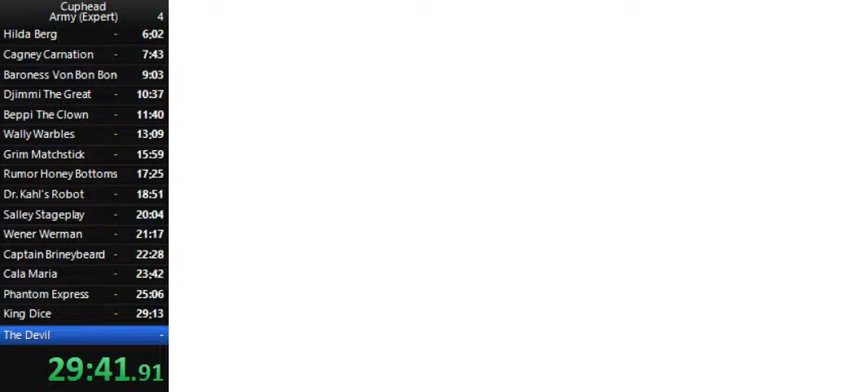 Cuphead
Army (Expert) 4
Hilda Berg - 6:02
Cagney Carnation - 7:43
Baroness Von Bon Bon 9:03
Djimmi The Great - 10:37
Beppi The Clown - 11:40
Wally Warbles - 13:09
Grim Matchstick - 15:59
Rumor Honey Bottoms 17:25
Dr. Kahl's Robot - 18:51
Salley Stageplay - 20:04
Wener Werman - 21:17
Captain Brineybeard - 22:28
Cala Maria - 23:42
Phantom Express - 25:06
King Dice - 29:13
The Devil -
29:41.91